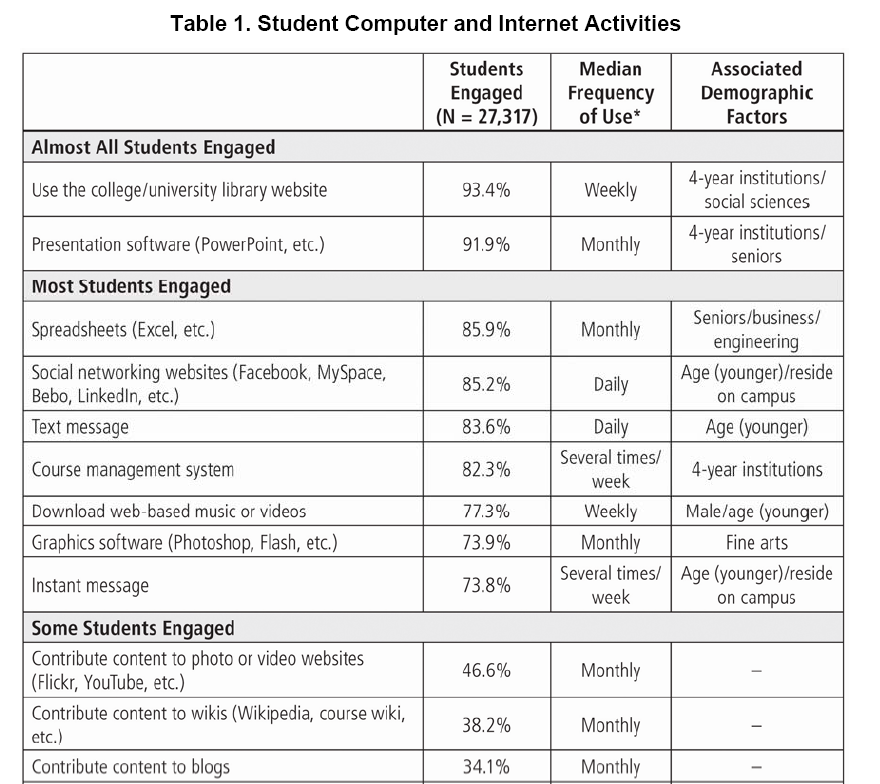 Table 1. Student Computer and Internet Activities
Students Engaged (N = 27,317) Median Frequency of Use* Associated Demographic Factors
Almost All Students Engaged
Use the college/university library website 93.4% Weekly 4-year institutions/ social sciences
Presentation software (PowerPoint, etc.) 91.9% Monthly 4-year institutions/ seniors
Most Students Engaged
Spreadsheets (Excel, etc.) 85.9% Monthly Seniors/business/ engineering
Social networking websites (Facebook, MySpace, Bebo, LinkedIn, etc.) 85.2% Daily Age (younger)/reside on campus
Text message 83.6% Daily Age (younger)
Course management system 82.3% Several times/ week 4-year institutions
Download web-based music or videos 77.3% Weekly Male/age (younger)
Graphics software (Photoshop, Flash, etc.) 73.9% Monthly Fine arts
Instant message 73.8% Several times/ week Age (younger)/reside on campus
Some Students Engaged
Contribute content to photo or video websites (Flickr, YouTube, etc.) 46.6% Monthly –
Contribute content to wikis (Wikipedia, course wiki, etc.) 38.2% Monthly –
Contribute content to blogs 34.1% Monthly –